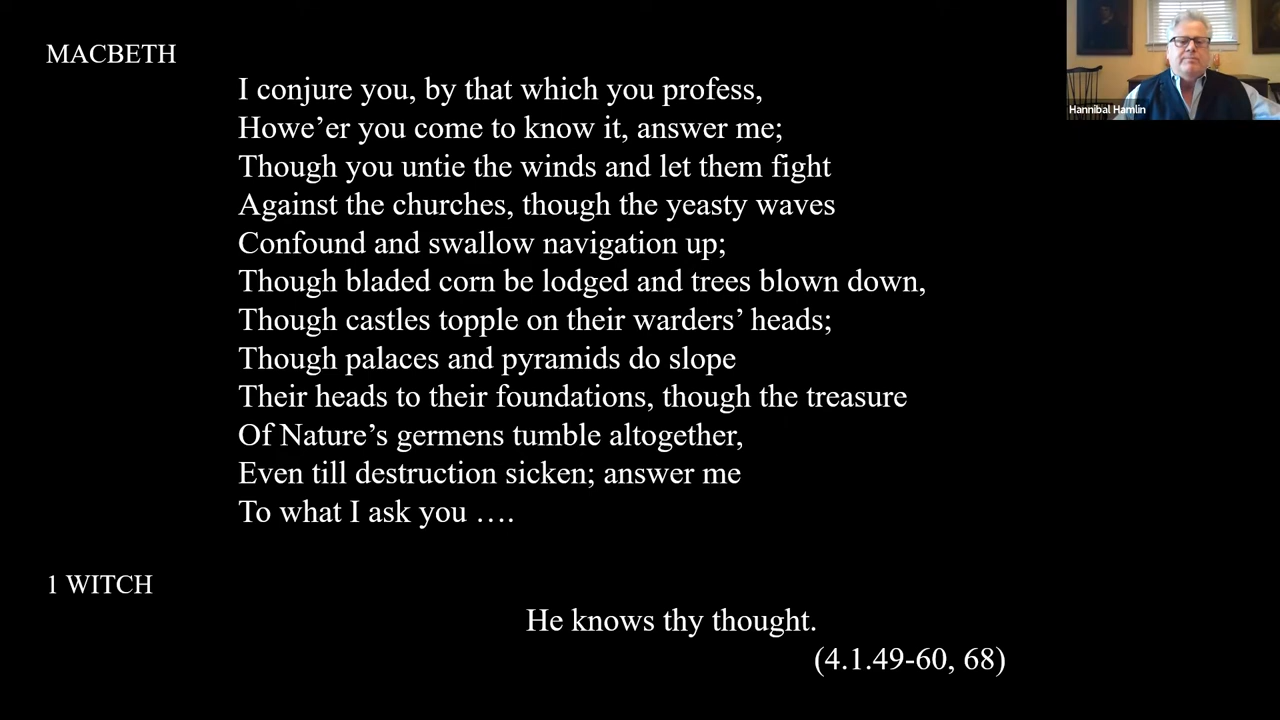 MACBETH
I conjure you, by that which you profess,
Howe’er you come to know it, answer me;
Though you untie the winds and let them fight
Against the churches, though the yeasty waves
Confound and swallow navigation up;
Though bladed corn be lodged and trees blown down,
Though castles topple on their warders’ heads;
Though palaces and pyramids do slope
Their heads to their foundations, though the treasure
Of Nature’s germens tumble altogether,
Even till destruction sicken; answer me
To what I ask you ….
1 WITCH
He knows thy thought.
(4.1.49-60, 68)
Hannibal Hamlin